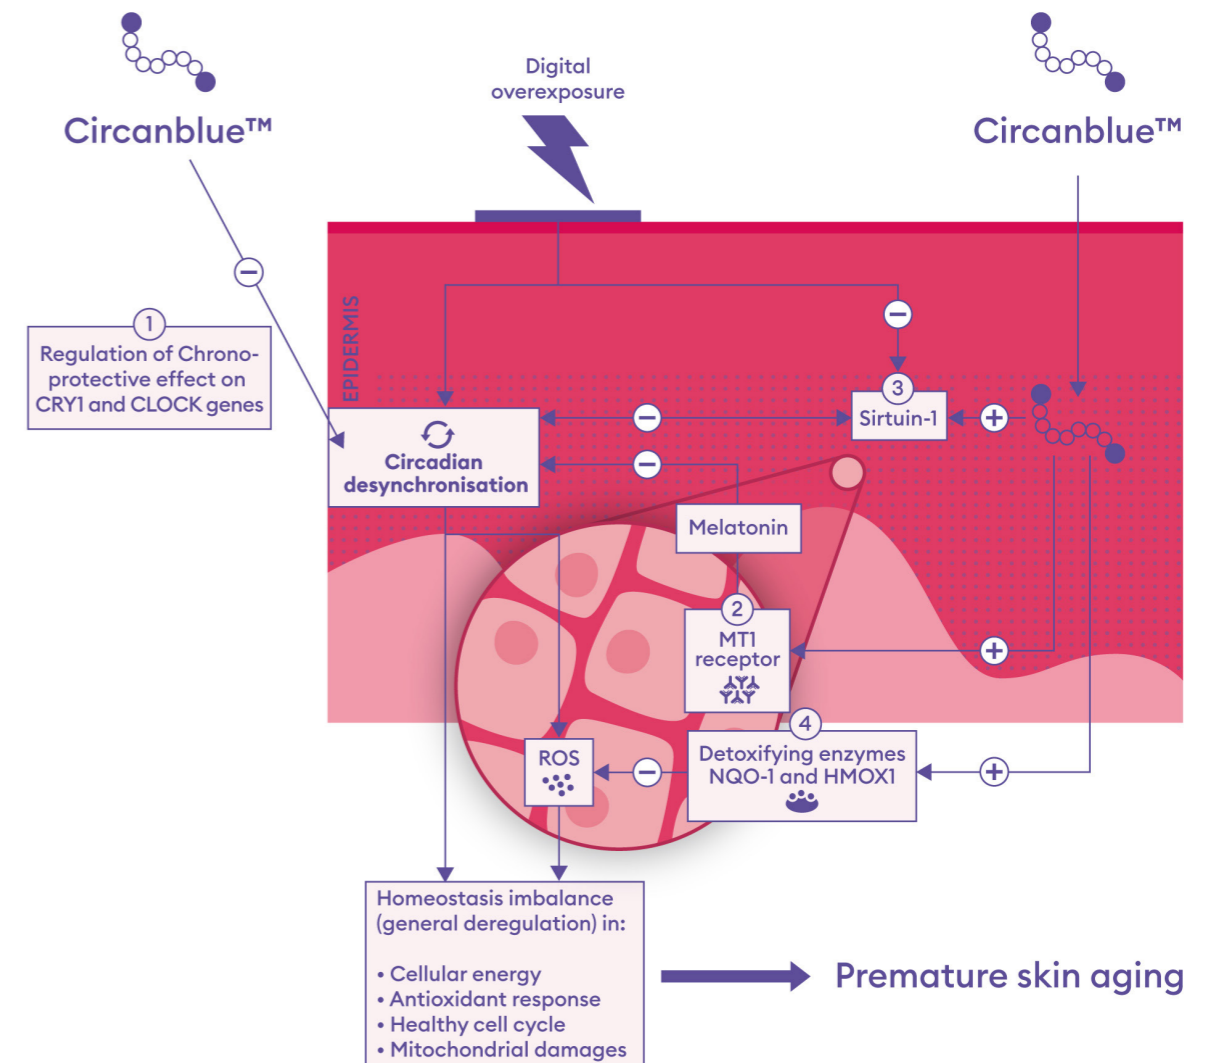 Circanblue™
Digital
overexposure
Circanblue™
−
1
Regulation of Chrono-
protective effect on
CRY1 and CLOCK genes
EPIDERMIS
−
3
Sirtuin-1
+
−
Circadian
desynchronisation
−
Melatonin
2
MT1
receptor
+
4
Detoxifying enzymes
NQO-1 and HMOX1
+
−
ROS
Homeostasis imbalance
(general deregulation) in:
• Cellular energy
• Antioxidant response
• Healthy cell cycle
• Mitochondrial damages
Premature skin aging